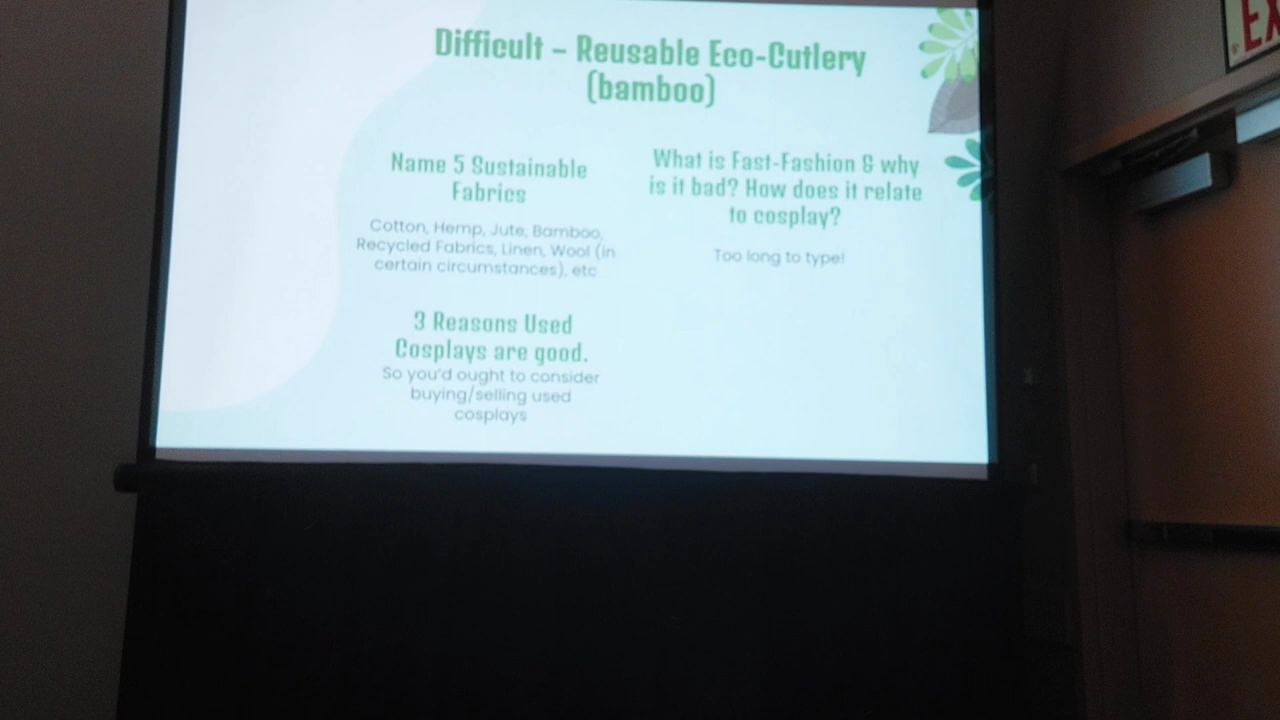 Difficult – Reusable Eco-Cutlery
(bamboo)
Name 5 Sustainable
Fabrics
Cotton, Hemp, Jute, Bamboo,
Recycled Fabrics, Linen, Wool (in
certain circumstances), etc
What is Fast-Fashion & why
is it bad? How does it relate
to cosplay?
Too long to type!
3 Reasons Used
Cosplays are good.
So you'd ought to consider
buying/selling used
cosplays
EX